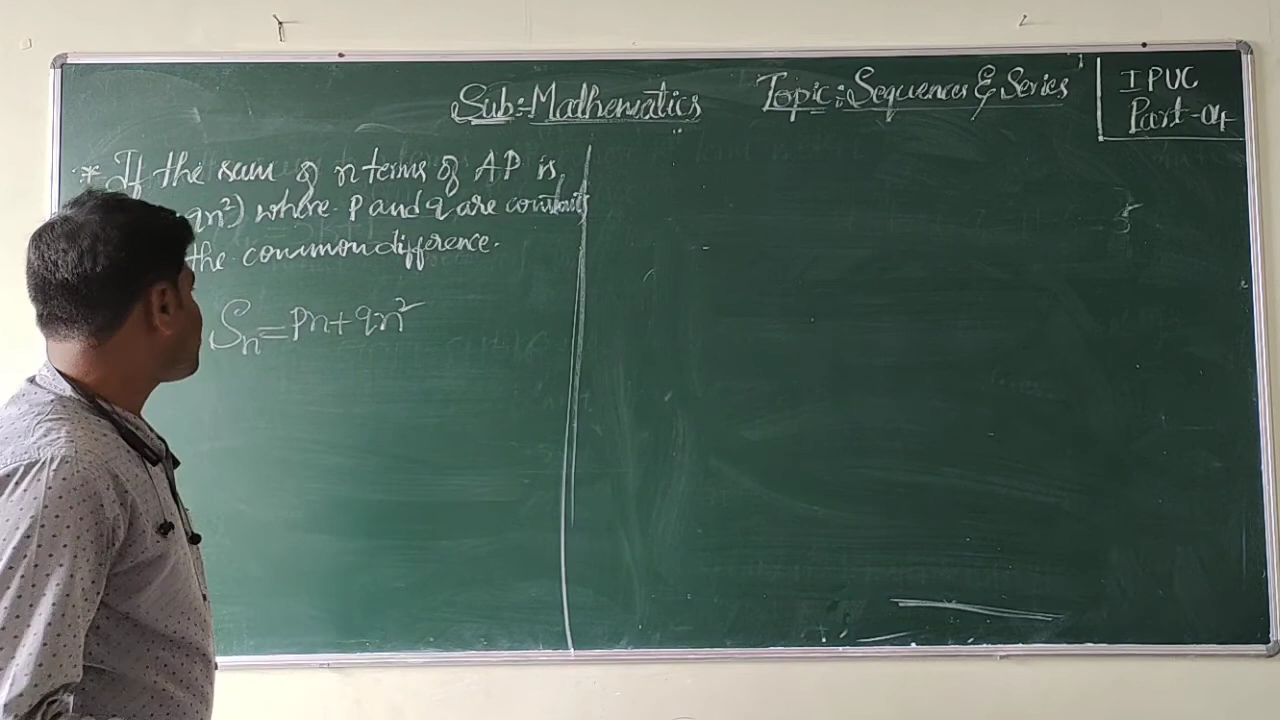 Sub:-Mathematics
Topic:-Sequences & Series
I PUC
Part-04
* If the sum of n terms of AP is
qn²) where P and q are constants
the common difference.
Sₙ=Pn+qn²